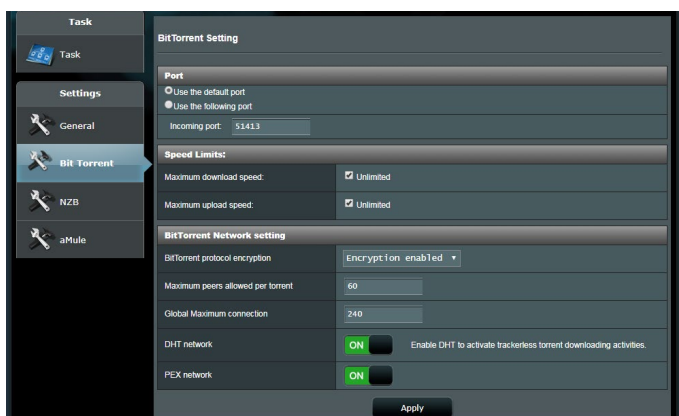 Task
Task
Settings
General
Bit Torrent
NZB
aMule
BitTorrent Setting
Port
Use the default port
Use the following port
Incoming port: 51413
Speed Limits:
Maximum download speed: Unlimited
Maximum upload speed: Unlimited
BitTorrent Network setting
BitTorrent protocol encryption Encryption enabled
Maximum peers allowed per torrent 60
Global Maximum connection 240
DHT network ON Enable DHT to activate trackerless torrent downloading activities.
PEX network ON
Apply